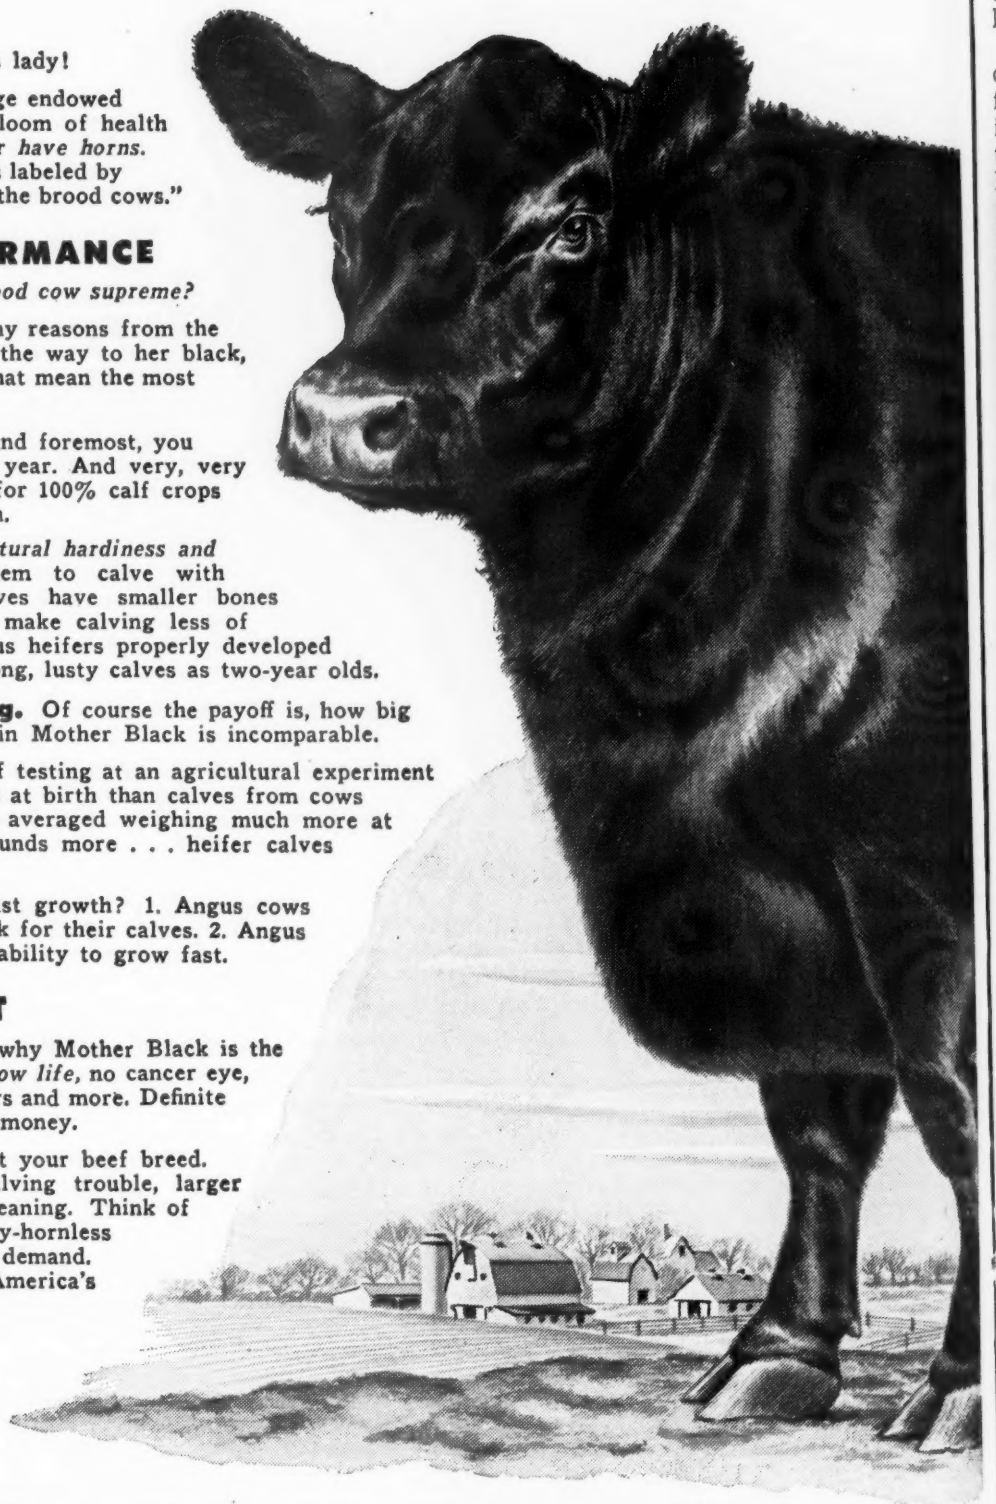 lady!
ge endowed
loom of health
r have horns.
labeled by
the brood cows."
RMANCE
od cow supreme?
ny reasons from the
the way to her black,
hat mean the most
nd foremost, you
year. And very, very
for 100% calf crops
tural hardiness and
em to calve with
ves have smaller bones
make calving less of
us heifers properly developed
ng, lusty calves as two-year olds.
g. Of course the payoff is, how big
in Mother Black is incomparable.
f testing at an agricultural experiment
at birth than calves from cows
averaged weighing much more at
unds more . . . heifer calves
st growth? 1. Angus cows
k for their calves. 2. Angus
ability to grow fast.
T
why Mother Black is the
ow life, no cancer eye,
rs and more. Definite
money.
t your beef breed.
lving trouble, larger
eaning. Think of
y-hornless
demand.
America's